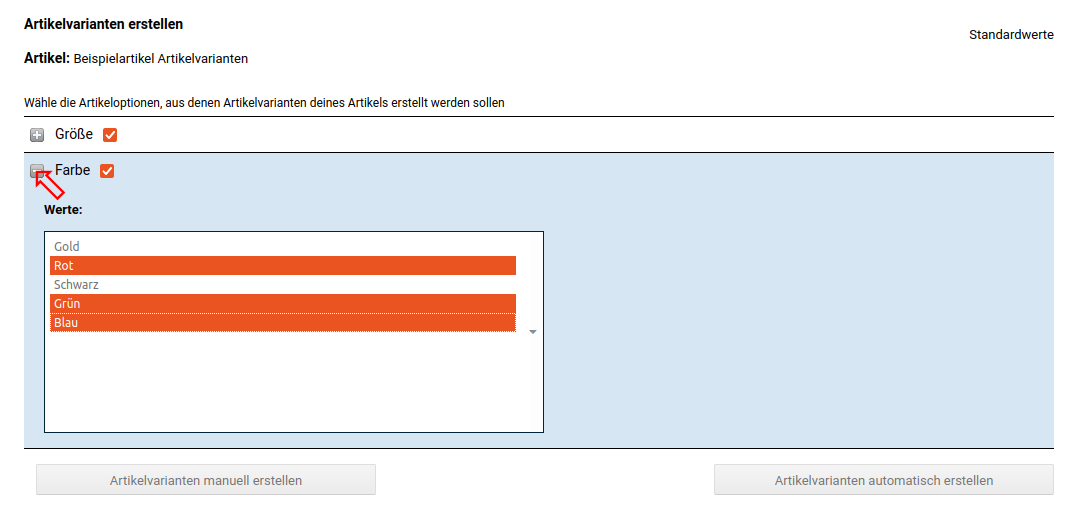 Artikelvarianten erstellen
Standardwerte
Artikel: Beispielartikel Artikelvarianten
Wähle die Artikeloptionen, aus denen Artikelvarianten deines Artikels erstellt werden sollen
Größe
Farbe
Werte:
Gold
Rot
Schwarz
Grün
Blau
Artikelvarianten manuell erstellen
Artikelvarianten automatisch erstellen